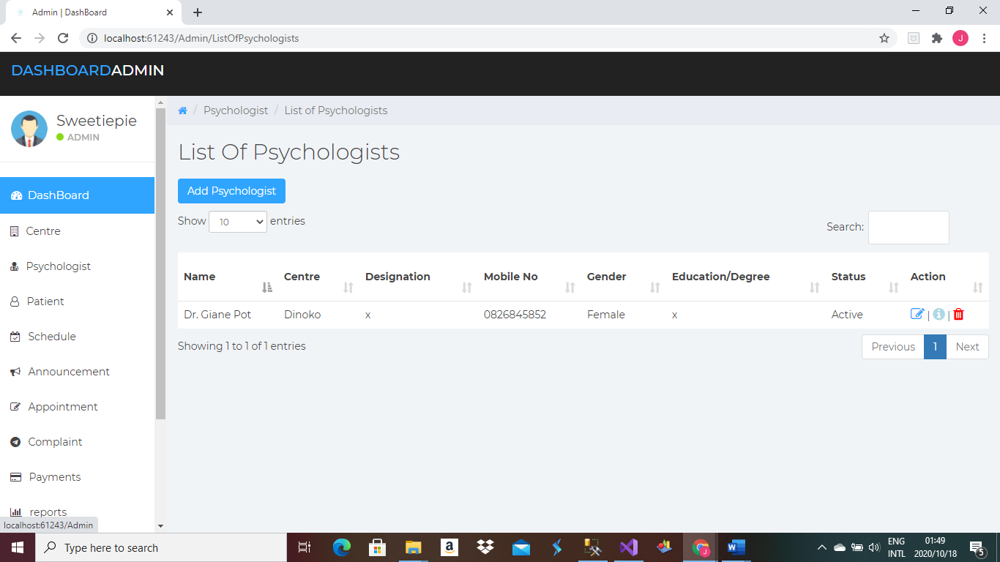 Admin | DashBoard
localhost:61243/Admin/ListOfPsychologists
J
DASHBOARDADMIN
Sweetiepie
ADMIN
/ Psychologist / List of Psychologists
List Of Psychologists
Add Psychologist
Show 10 entries
Search:
Name Centre Designation Mobile No Gender Education/Degree Status Action
Dr. Giane Pot Dinoko x 0826845852 Female x Active | |
Showing 1 to 1 of 1 entries
Previous 1 Next
DashBoard
Centre
Psychologist
Patient
Schedule
Announcement
Appointment
Complaint
Payments
reports
localhost:61243/Admin
Type here to search
a
J
W
ENG
INTL
01:49
2020/10/18
5